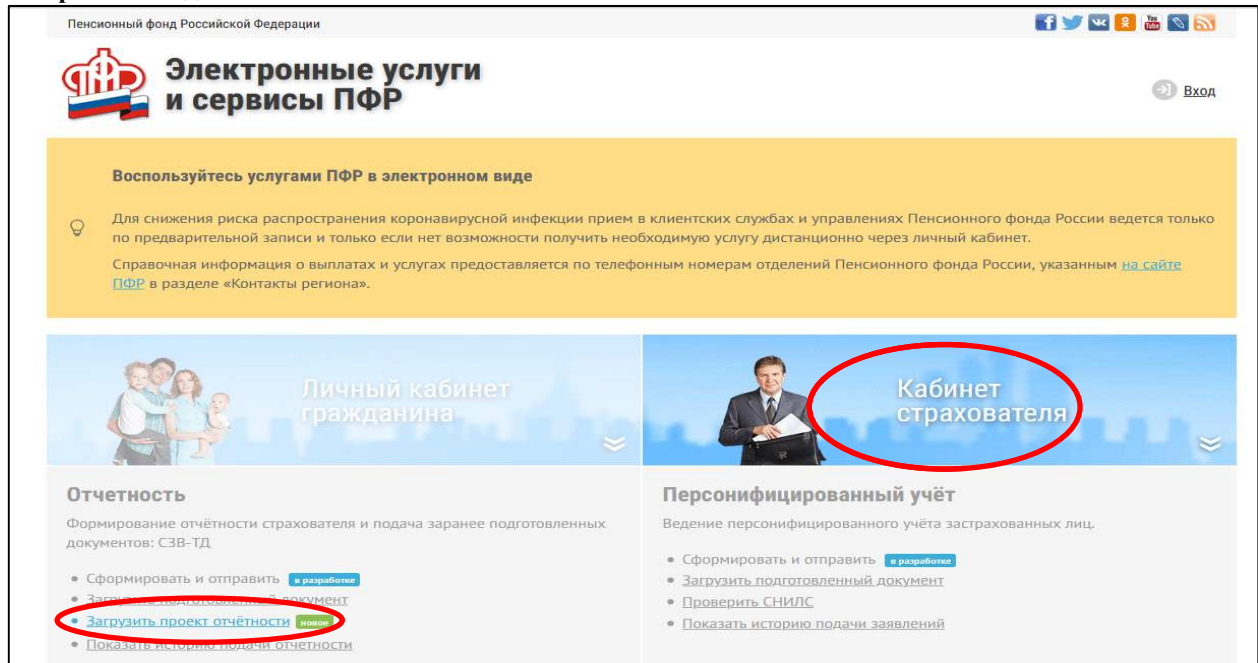 Пенсионный фонд Российской Федерации
You
Tube
Электронные услуги
и сервисы ПФР
Вход
Воспользуйтесь услугами ПФР в электронном виде
Для снижения риска распространения коронавирусной инфекции прием в клиентских службах и управлениях Пенсионного фонда России ведется только
по предварительной записи и только если нет возможности получить необходимую услугу дистанционно через личный кабинет.
Справочная информация о выплатах и услугах предоставляется по телефонным номерам отделений Пенсионного фонда России, указанным на сайте
ПФР в разделе «Контакты региона».
Личный кабинет
гражданина
Кабинет
страхователя
Отчетность
Формирование отчётности страхователя и подача заранее подготовленных
документов: СЗВ-ТД
• Сформировать и отправить в разработке
• Загрузить подготовленный документ
• Загрузить проект отчётности новое
• Показать историю подачи отчетности
Персонифицированный учёт
Ведение персонифицированного учёта застрахованных лиц.
• Сформировать и отправить в разработке
• Загрузить подготовленный документ
• Проверить СНИЛС
• Показать историю подачи заявлений